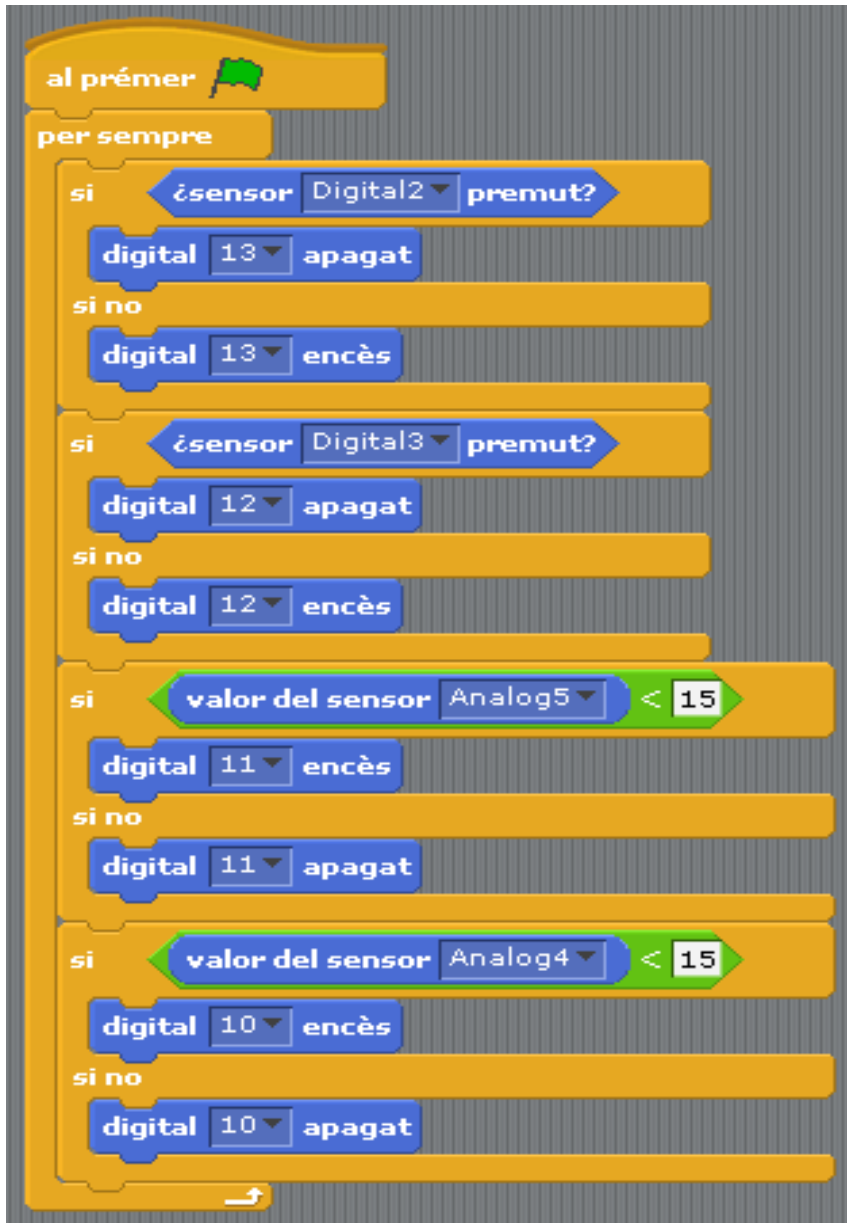 al prémer
per sempre
si ¿sensor Digital2 premut?
digital 13 apagat
si no
digital 13 encès
si ¿sensor Digital3 premut?
digital 12 apagat
si no
digital 12 encès
si valor del sensor Analog5 < 15
digital 11 encès
si no
digital 11 apagat
si valor del sensor Analog4 < 15
digital 10 encès
si no
digital 10 apagat